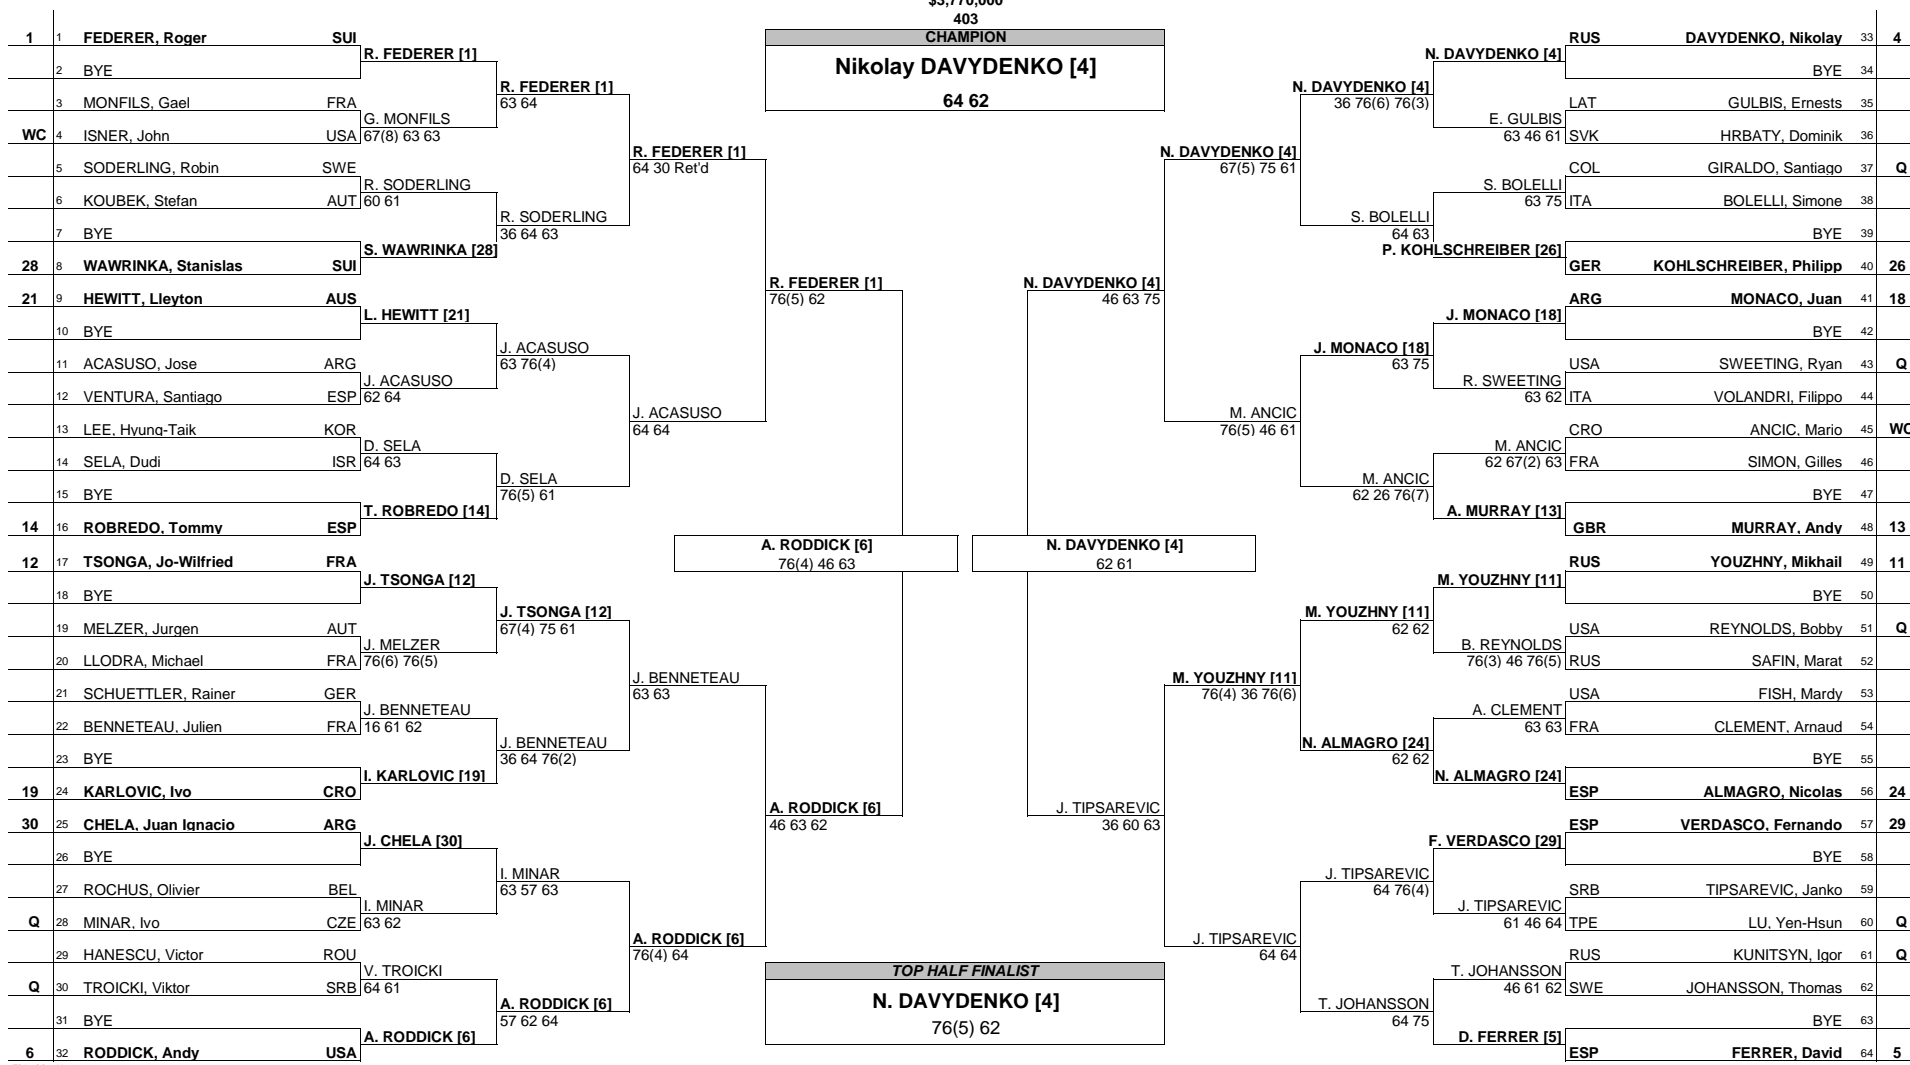 $3,770,000
403
CHAMPION
Nikolay DAVYDENKO [4]
64 62
1 1 FEDERER, Roger SUI
2 BYE
3 MONFILS, Gael FRA
WC 4 ISNER, John USA
5 SODERLING, Robin SWE
6 KOUBEK, Stefan AUT
7 BYE
28 8 WAWRINKA, Stanislas SUI
21 9 HEWITT, Lleyton AUS
10 BYE
11 ACASUSO, Jose ARG
12 VENTURA, Santiago ESP
13 LEE, Hyung-Taik KOR
14 SELA, Dudi ISR
15 BYE
14 16 ROBREDO, Tommy ESP
12 17 TSONGA, Jo-Wilfried FRA
18 BYE
19 MELZER, Jurgen AUT
20 LLODRA, Michael FRA
21 SCHUETTLER, Rainer GER
22 BENNETEAU, Julien FRA
23 BYE
19 24 KARLOVIC, Ivo CRO
30 25 CHELA, Juan Ignacio ARG
26 BYE
27 ROCHUS, Olivier BEL
Q 28 MINAR, Ivo CZE
29 HANESCU, Victor ROU
Q 30 TROICKI, Viktor SRB
31 BYE
6 32 RODDICK, Andy USA
R. FEDERER [1]
G. MONFILS
67(8) 63 63
R. SODERLING
60 61
S. WAWRINKA [28]
L. HEWITT [21]
J. ACASUSO
62 64
D. SELA
64 63
T. ROBREDO [14]
J. TSONGA [12]
J. MELZER
76(6) 76(5)
J. BENNETEAU
16 61 62
I. KARLOVIC [19]
J. CHELA [30]
I. MINAR
63 62
V. TROICKI
64 61
A. RODDICK [6]
R. FEDERER [1]
63 64
R. SODERLING
36 64 63
J. ACASUSO
63 76(4)
D. SELA
76(5) 61
J. TSONGA [12]
67(4) 75 61
J. BENNETEAU
36 64 76(2)
I. MINAR
63 57 63
A. RODDICK [6]
57 62 64
R. FEDERER [1]
64 30 Ret'd
J. ACASUSO
64 64
J. BENNETEAU
63 63
A. RODDICK [6]
76(4) 64
R. FEDERER [1]
76(5) 62
A. RODDICK [6]
46 63 62
A. RODDICK [6]
76(4) 46 63
N. DAVYDENKO [4]
62 61
TOP HALF FINALIST
N. DAVYDENKO [4]
76(5) 62
N. DAVYDENKO [4]
46 63 75
J. TIPSAREVIC
36 60 63
N. DAVYDENKO [4]
67(5) 75 61
M. ANCIC
76(5) 46 61
M. YOUZHNY [11]
76(4) 36 76(6)
J. TIPSAREVIC
64 64
N. DAVYDENKO [4]
36 76(6) 76(3)
S. BOLELLI
64 63
J. MONACO [18]
63 75
M. ANCIC
62 26 76(7)
M. YOUZHNY [11]
62 62
N. ALMAGRO [24]
62 62
J. TIPSAREVIC
64 76(4)
T. JOHANSSON
64 75
N. DAVYDENKO [4]
E. GULBIS
63 46 61
S. BOLELLI
63 75
P. KOHLSCHREIBER [26]
J. MONACO [18]
R. SWEETING
63 62
M. ANCIC
62 67(2) 63
A. MURRAY [13]
M. YOUZHNY [11]
B. REYNOLDS
76(3) 46 76(5)
A. CLEMENT
63 63
N. ALMAGRO [24]
F. VERDASCO [29]
J. TIPSAREVIC
61 46 64
T. JOHANSSON
46 61 62
D. FERRER [5]
RUS DAVYDENKO, Nikolay 33 4
BYE 34
LAT GULBIS, Ernests 35
SVK HRBATY, Dominik 36
COL GIRALDO, Santiago 37 Q
ITA BOLELLI, Simone 38
BYE 39
GER KOHLSCHREIBER, Philipp 40 26
ARG MONACO, Juan 41 18
BYE 42
USA SWEETING, Ryan 43 Q
ITA VOLANDRI, Filippo 44
CRO ANCIC, Mario 45 WC
FRA SIMON, Gilles 46
BYE 47
GBR MURRAY, Andy 48 13
RUS YOUZHNY, Mikhail 49 11
BYE 50
USA REYNOLDS, Bobby 51 Q
RUS SAFIN, Marat 52
USA FISH, Mardy 53
FRA CLEMENT, Arnaud 54
BYE 55
ESP ALMAGRO, Nicolas 56 24
ESP VERDASCO, Fernando 57 29
BYE 58
SRB TIPSAREVIC, Janko 59
TPE LU, Yen-Hsun 60 Q
RUS KUNITSYN, Igor 61 Q
SWE JOHANSSON, Thomas 62
BYE 63
ESP FERRER, David 64 5